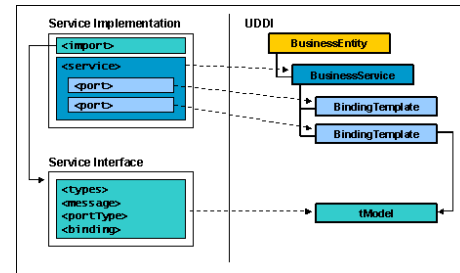 Service Implementation
<import>
<service>
<port>
<port>
Service Interface
<types>
<message>
<portType>
<binding>
UDDI
BusinessEntity
BusinessService
BindingTemplate
BindingTemplate
tModel